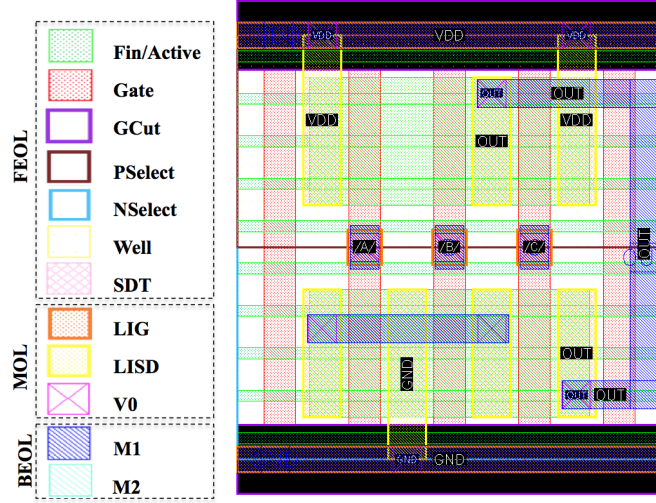 FEOL
Fin/Active
Gate
GCut
PSelect
NSelect
Well
SDT
MOL
LIG
LISD
V0
BEOL
M1
M2
VDD
VDD
VDD
VDD
VDD
OUT
OUT
OUT
/A/
/B/
/C/
OUT
GND
OUT
OUT
OUT
GND
GND